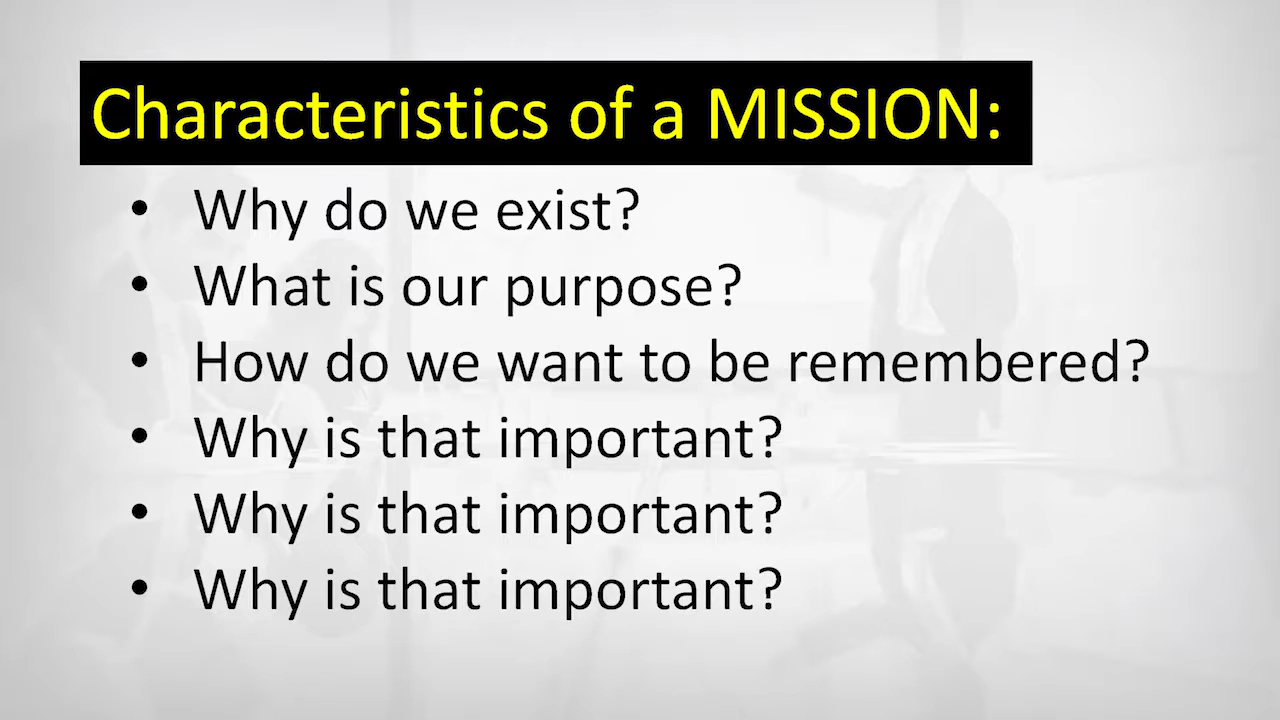 Characteristics of a MISSION:
• Why do we exist?
• What is our purpose?
• How do we want to be remembered?
• Why is that important?
• Why is that important?
• Why is that important?